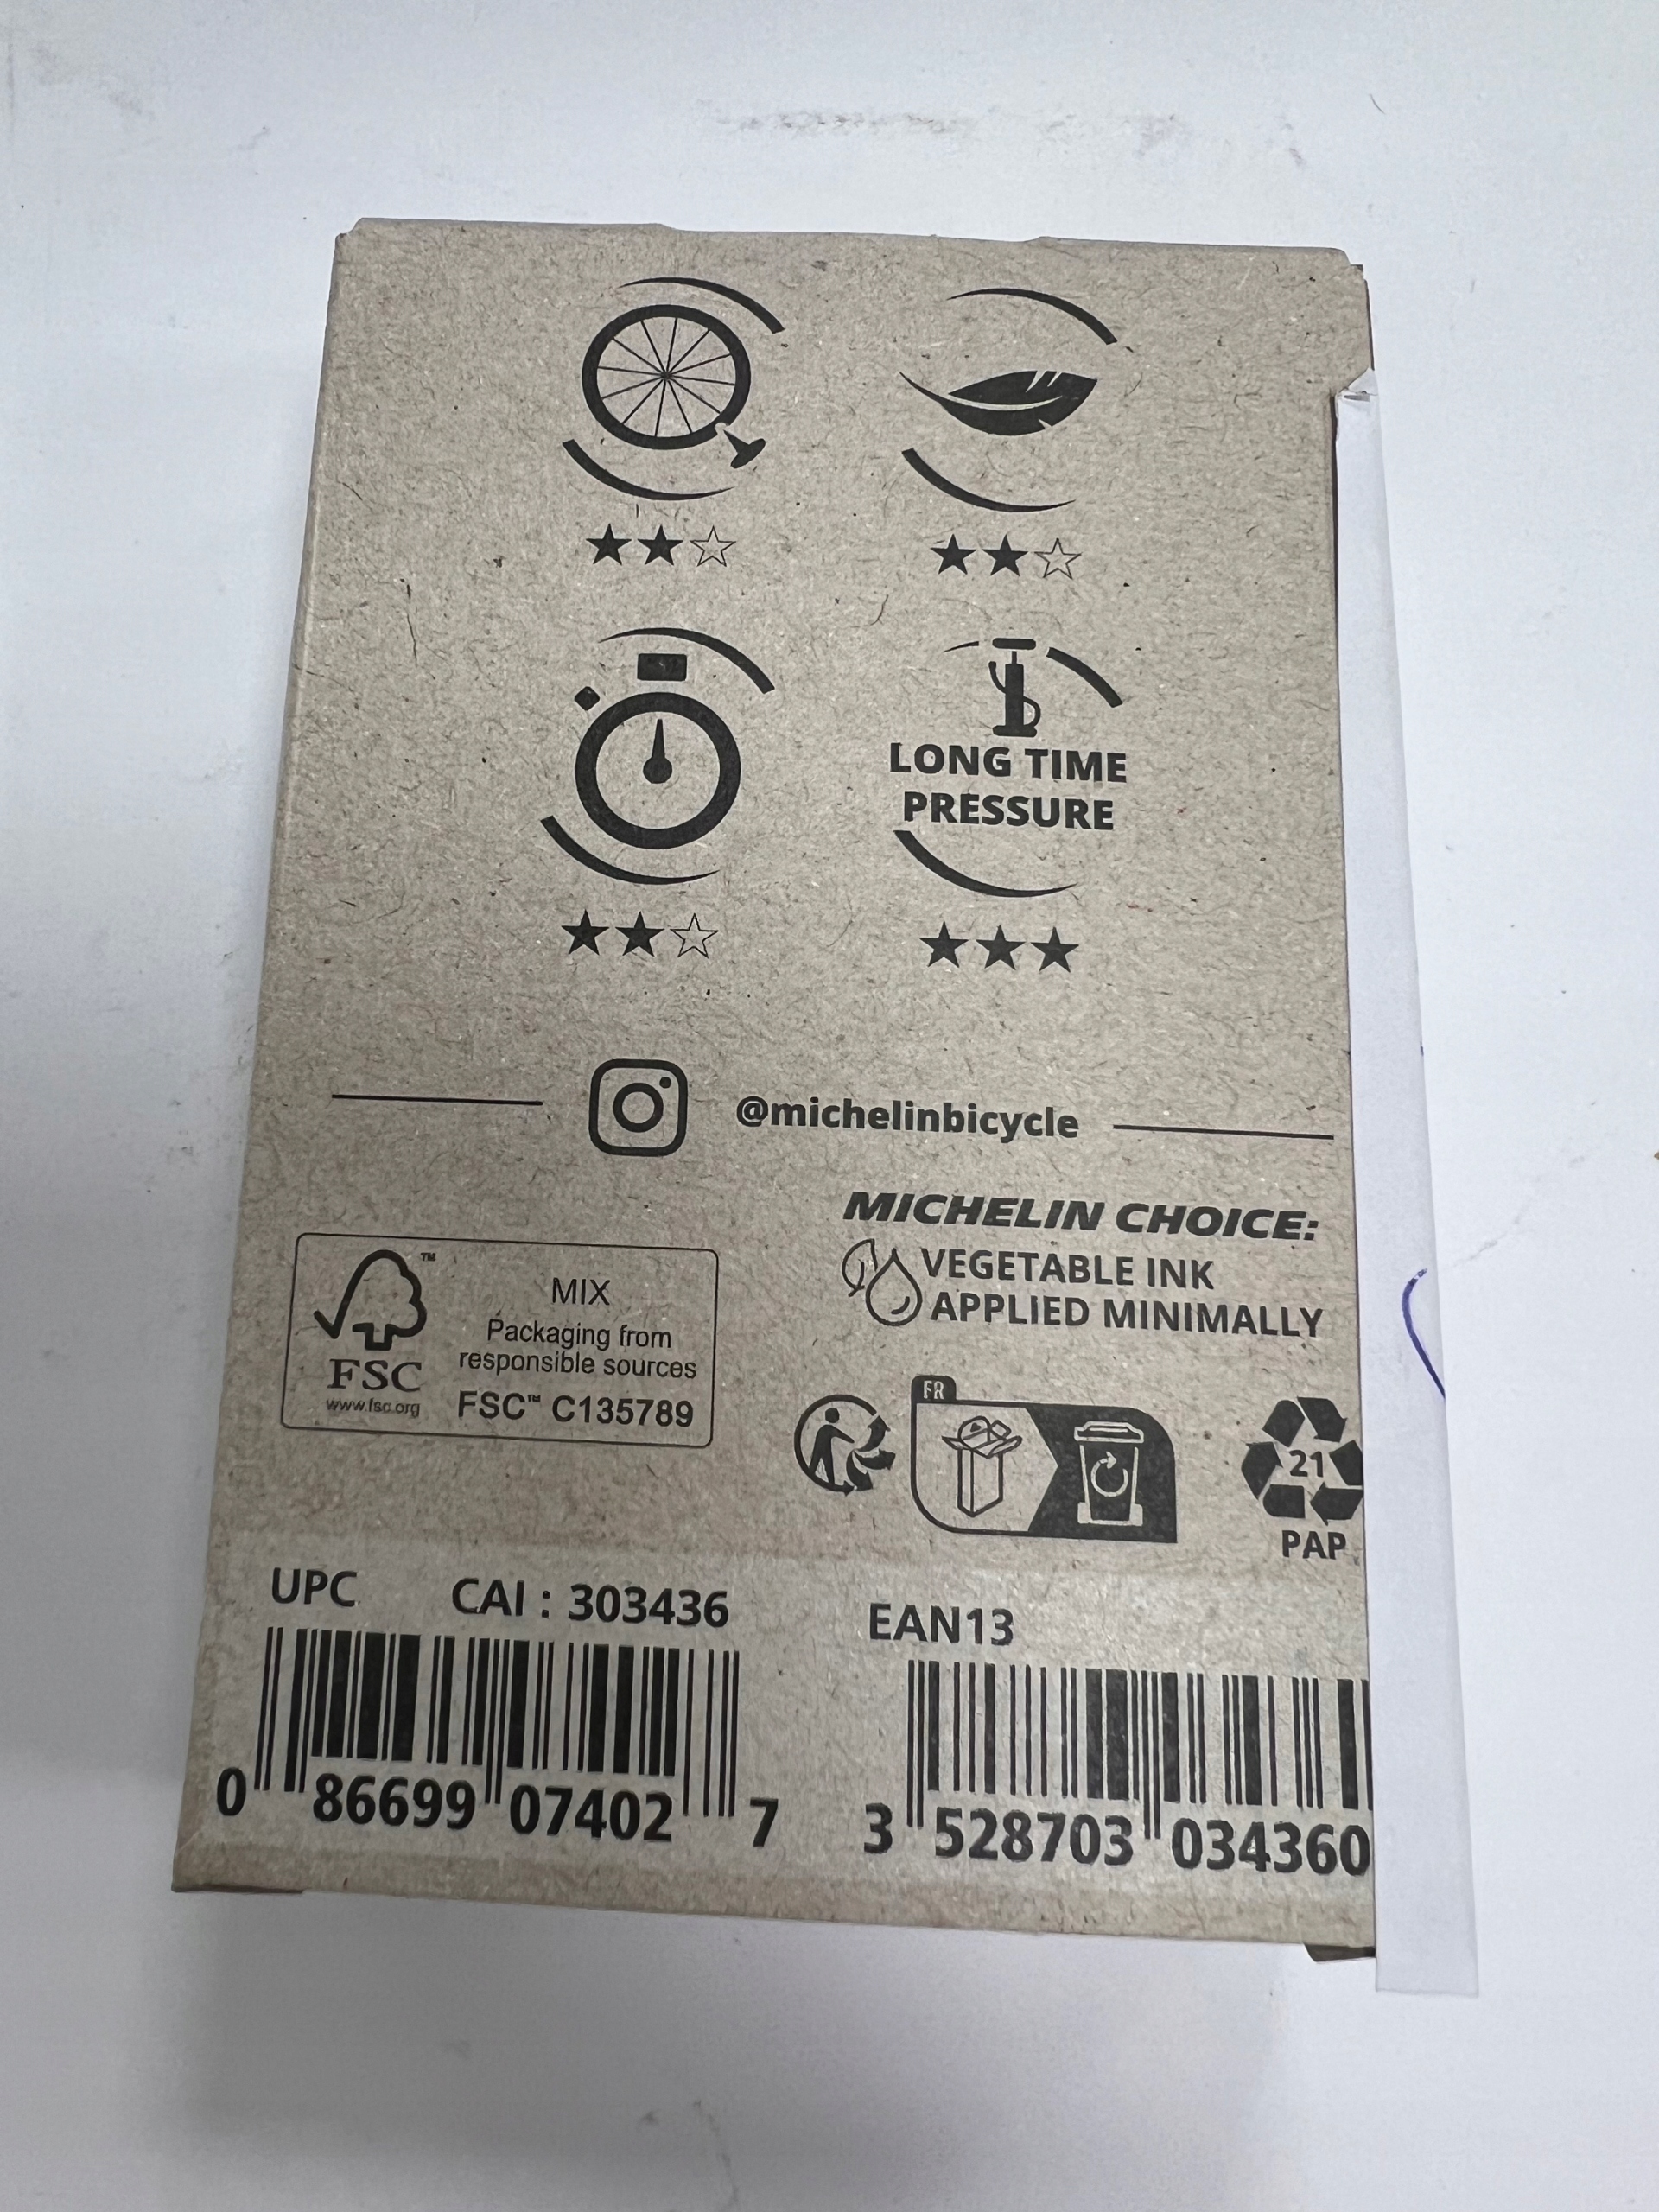 LONG TIME
PRESSURE
@michelinbicycle
MICHELIN CHOICE:
VEGETABLE INK
APPLIED MINIMALLY
™
MIX
Packaging from
responsible sources
FSC™ C135789
FSC
www.fsc.org
FR
21
PAP
UPC CAI : 303436
0 86699 07402 7
EAN13
3 528703 034360